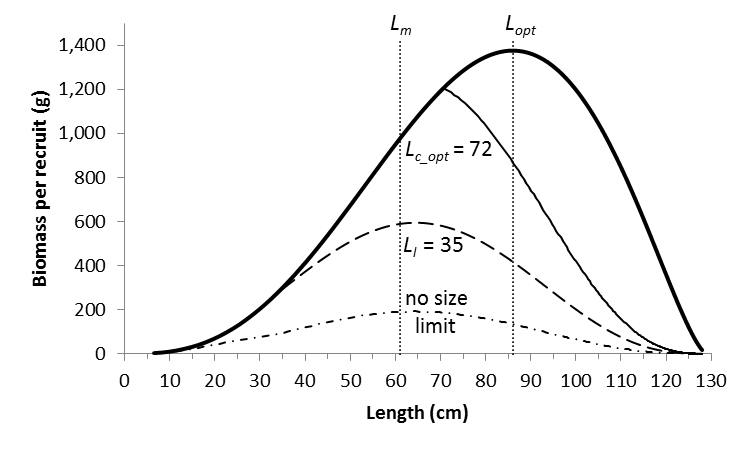 Lm Lopt
1,400
1,200
1,000
800
600
400
200
0
Biomass per recruit (g)
Lc_opt = 72
Ll = 35
no size
limit
0 10 20 30 40 50 60 70 80 90 100 110 120 130
Length (cm)